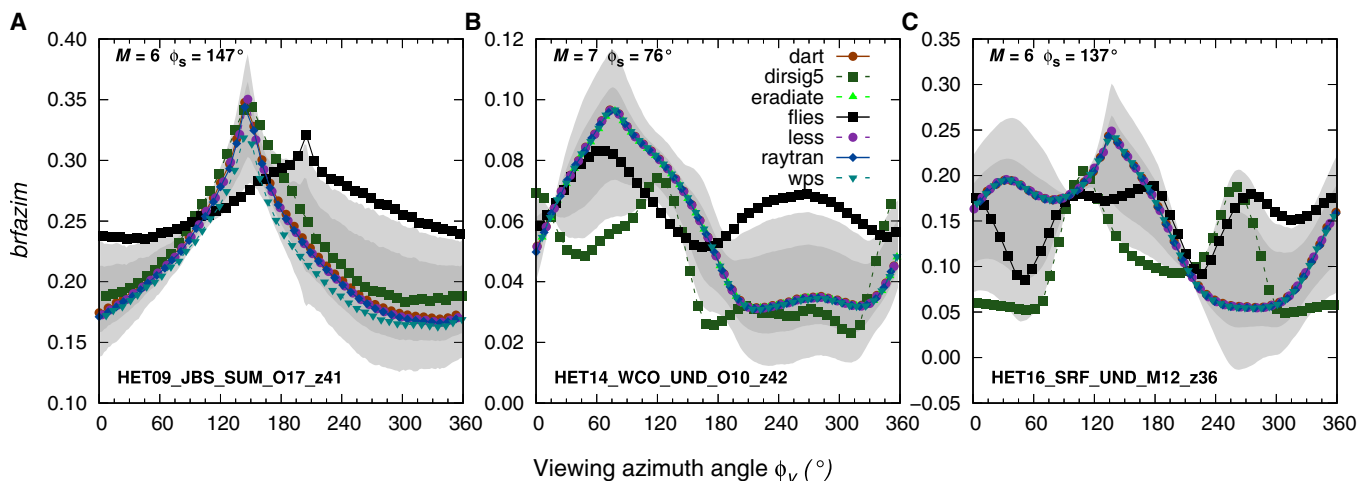 A
B
C
M = 6 ϕs = 147°
M = 7 ϕs = 76°
M = 6 ϕs = 137°
dart
dirsig5
eradiate
flies
less
raytran
wps
brfazim
0.40
0.35
0.30
0.25
0.20
0.15
0.10
0.12
0.10
0.08
0.06
0.04
0.02
0.00
0.35
0.30
0.25
0.20
0.15
0.10
0.05
0.00
−0.05
HET09_JBS_SUM_O17_z41
HET14_WCO_UND_O10_z42
HET16_SRF_UND_M12_z36
0 60 120 180 240 300 360
0 60 120 180 240 300 360
0 60 120 180 240 300 360
Viewing azimuth angle ϕv (°)